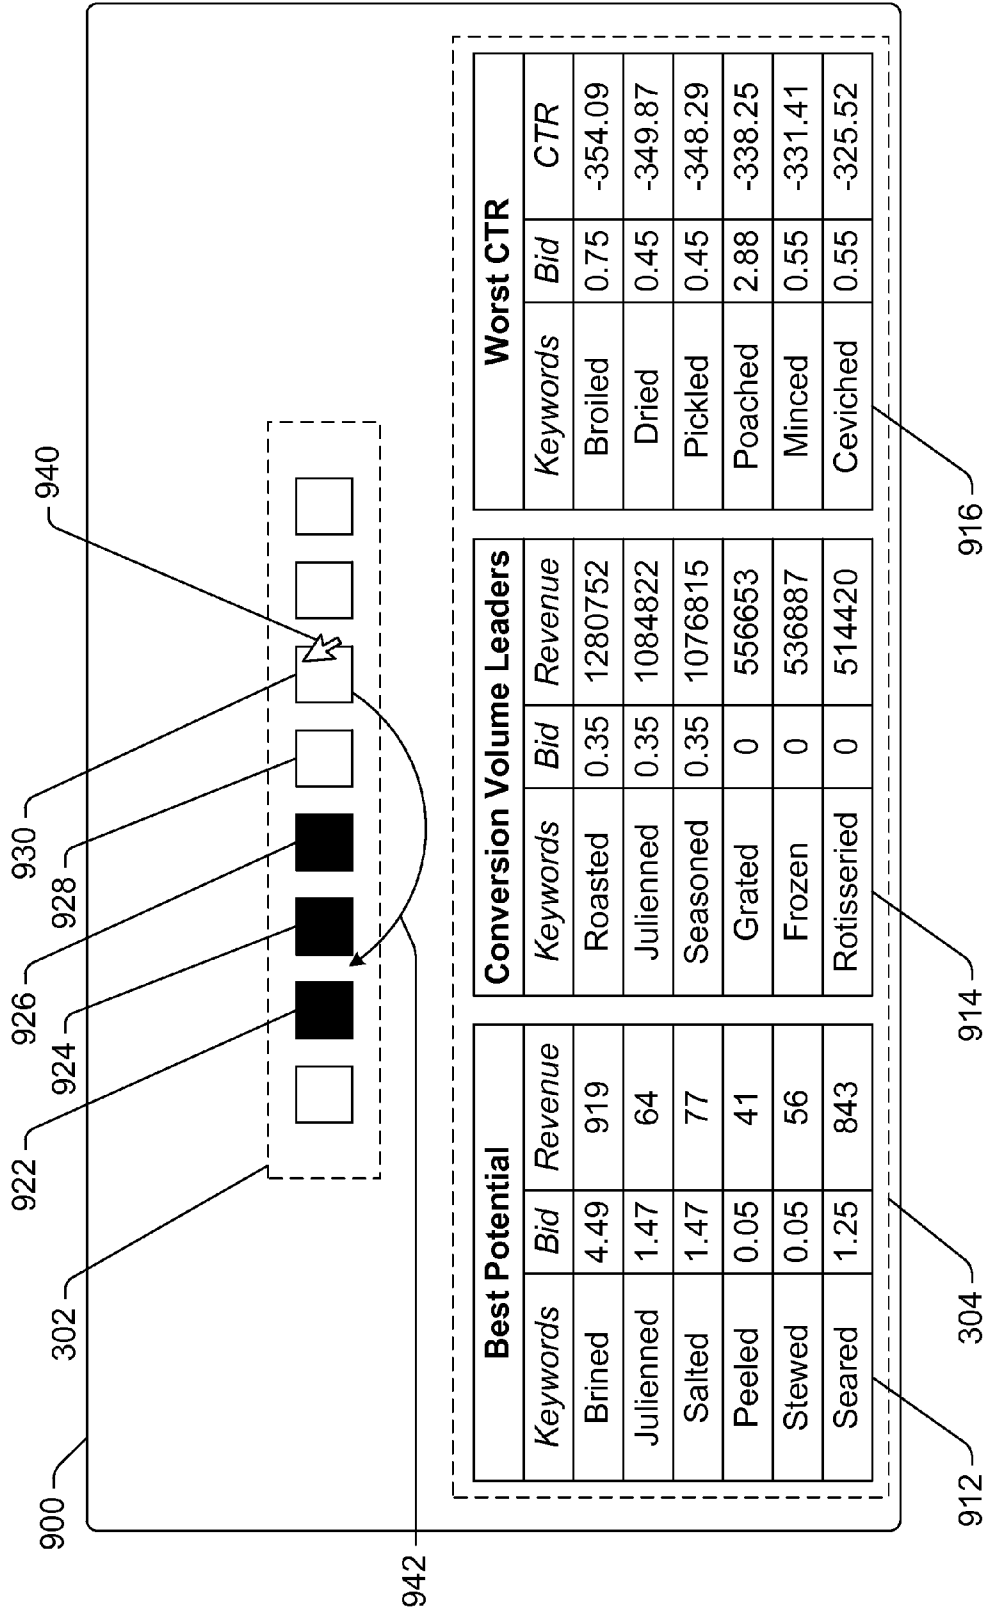 900
302
922
924
926
928
930
940
942
Best Potential
Keywords Bid Revenue
Brined 4.49 919
Julienned 1.47 64
Salted 1.47 77
Peeled 0.05 41
Stewed 0.05 56
Seared 1.25 843
Conversion Volume Leaders
Keywords Bid Revenue
Roasted 0.35 1280752
Julienned 0.35 1084822
Seasoned 0.35 1076815
Grated 0 556653
Frozen 0 536887
Rotisseried 0 514420
Worst CTR
Keywords Bid CTR
Broiled 0.75 -354.09
Dried 0.45 -349.87
Pickled 0.45 -348.29
Poached 2.88 -338.25
Minced 0.55 -331.41
Ceviched 0.55 -325.52
912
304
914
916